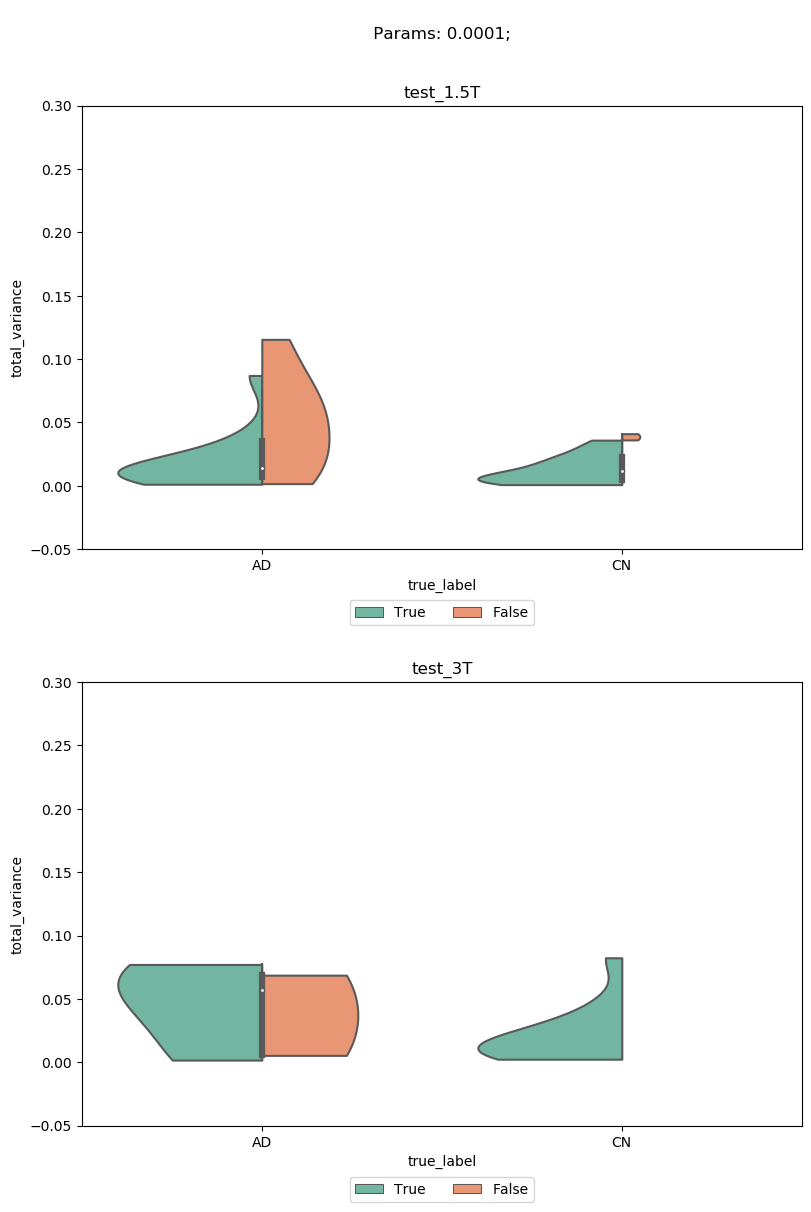 Params: 0.0001;
test_1.5T
0.30
0.25
0.20
0.15
0.10
0.05
0.00
−0.05
total_variance
AD CN
true_label
True False
test_3T
0.30
0.25
0.20
0.15
0.10
0.05
0.00
−0.05
total_variance
AD CN
true_label
True False